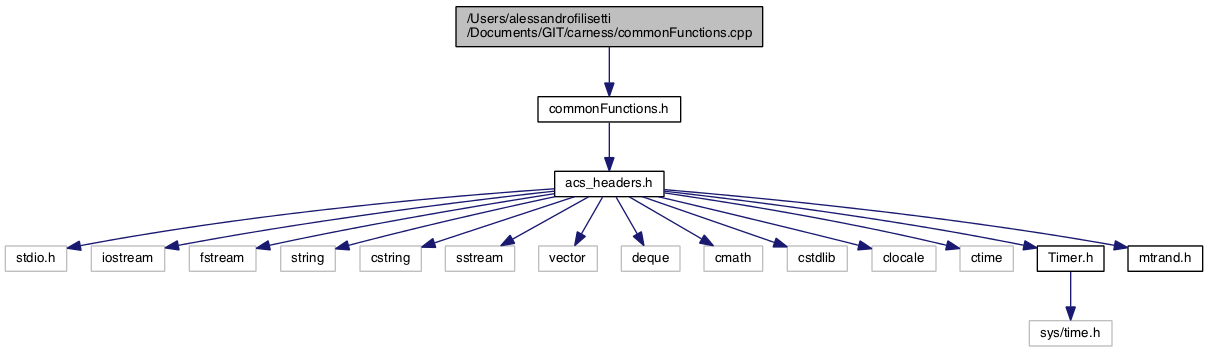 /Users/alessandrofilisetti
/Documents/GIT/carness/commonFunctions.cpp
commonFunctions.h
acs_headers.h
stdio.h
iostream
fstream
string
cstring
sstream
vector
deque
cmath
cstdlib
clocale
ctime
Timer.h
mtrand.h
sys/time.h